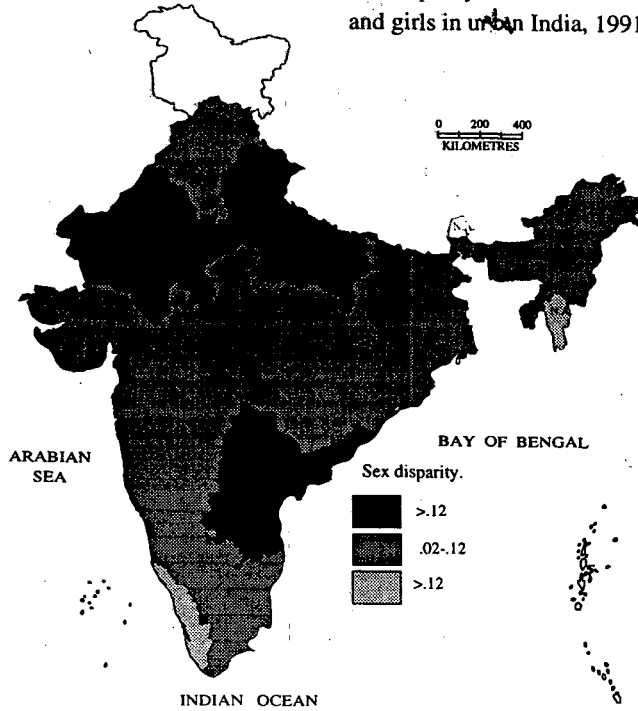 and girls in urban India, 1991
0 200 400
KILOMETRES
ARABIAN
SEA
BAY OF BENGAL
Sex disparity.
>.12
.02-.12
>.12
INDIAN OCEAN